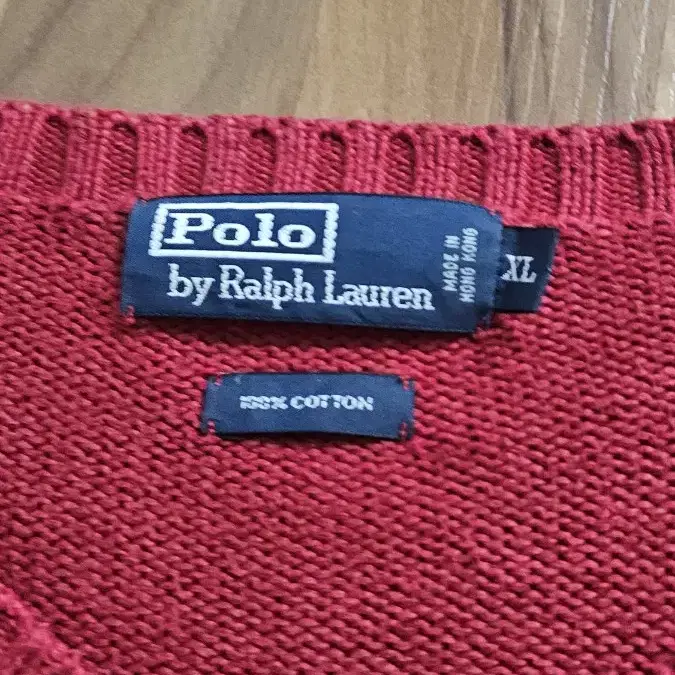 Polo
by Ralph Lauren
MADE IN
HONG KONG
XL
100% COTTON